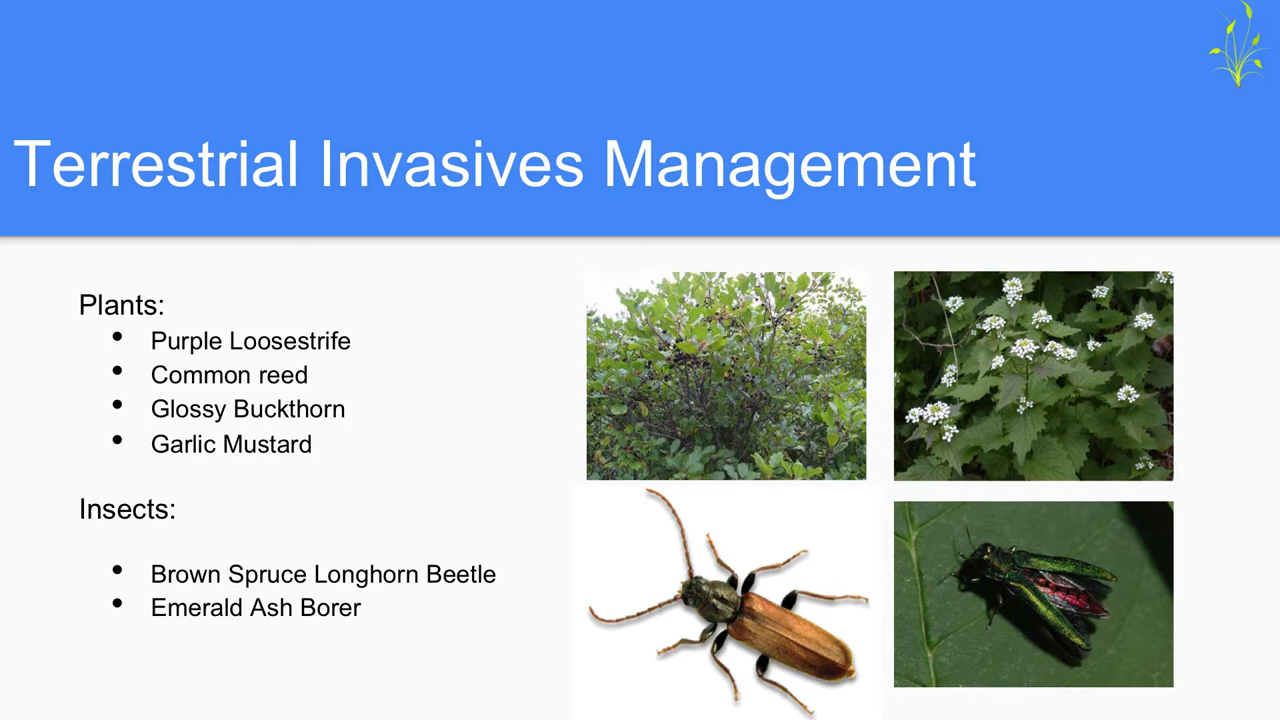 Terrestrial Invasives Management
Plants:
• Purple Loosestrife
• Common reed
• Glossy Buckthorn
• Garlic Mustard
Insects:
• Brown Spruce Longhorn Beetle
• Emerald Ash Borer